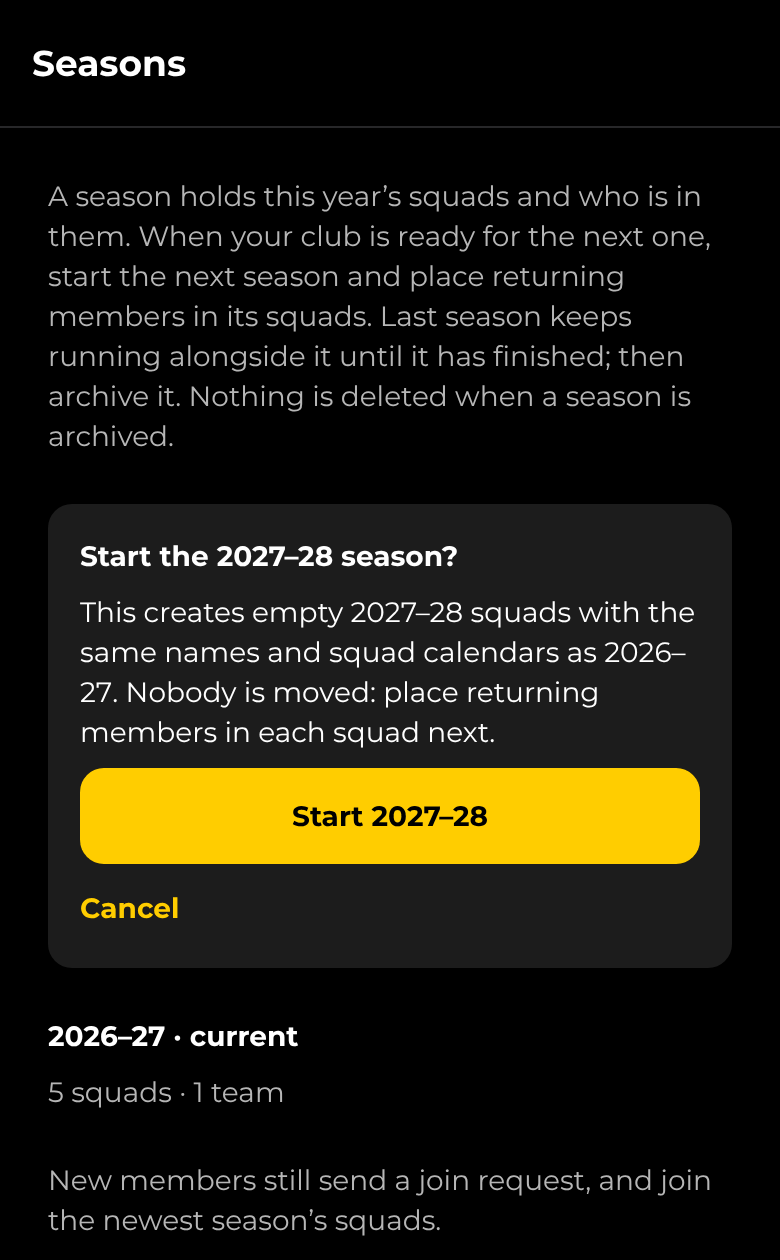 Seasons
A season holds this year’s squads and who is in
them. When your club is ready for the next one,
start the next season and place returning
members in its squads. Last season keeps
running alongside it until it has finished; then
archive it. Nothing is deleted when a season is
archived.
Start the 2027–28 season?
This creates empty 2027–28 squads with the
same names and squad calendars as 2026–
27. Nobody is moved: place returning
members in each squad next.
Start 2027–28
Cancel
2026–27 · current
5 squads · 1 team
New members still send a join request, and join
the newest season’s squads.